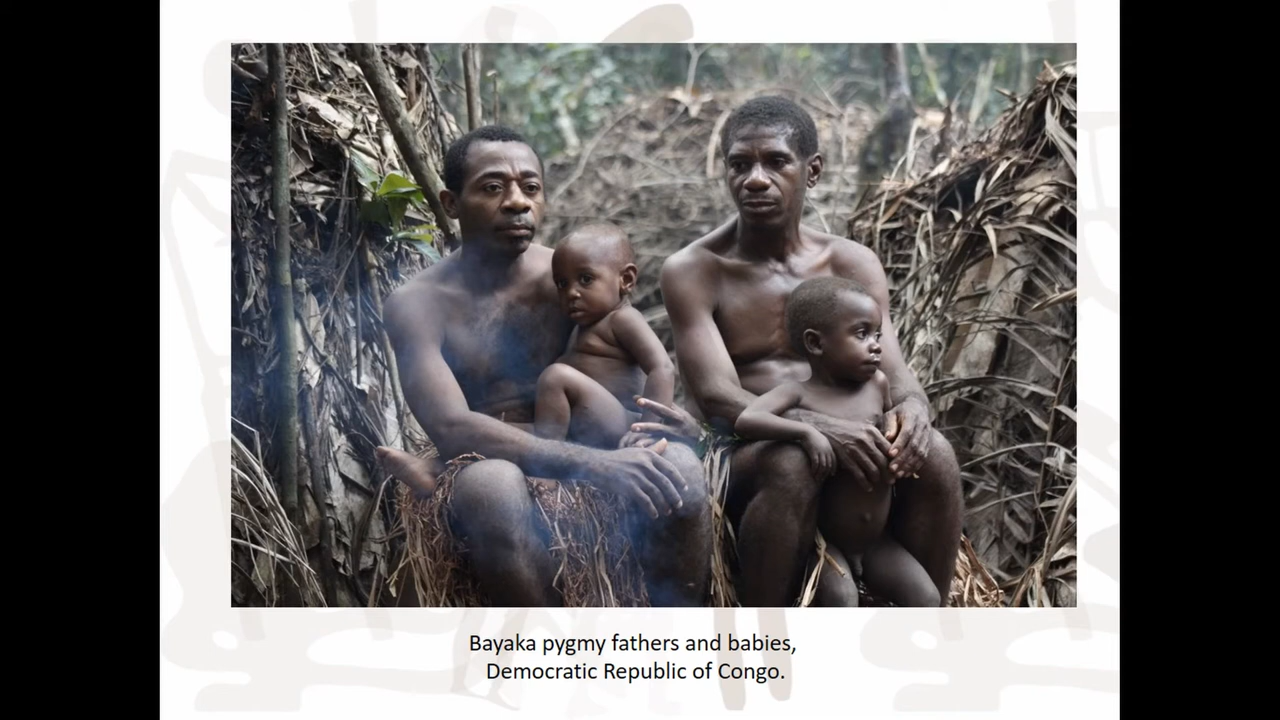 Bayaka pygmy fathers and babies,
Democratic Republic of Congo.